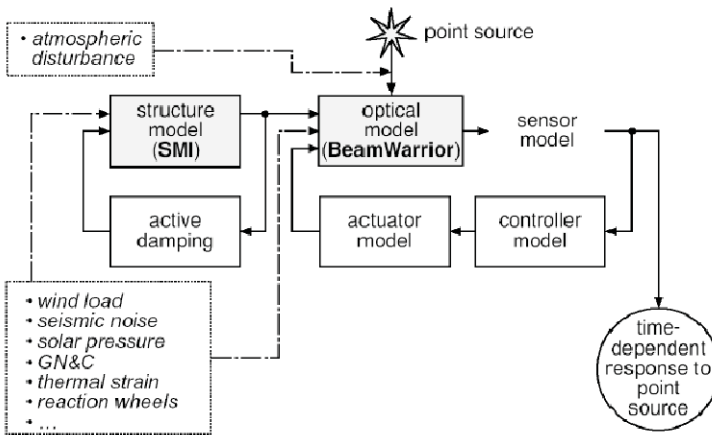 • atmospheric
disturbance
point source
structure
model
(SMI)
optical
model
(BeamWarrior)
sensor
model
active
damping
actuator
model
controller
model
• wind load
• seismic noise
• solar pressure
• GN&C
• thermal strain
• reaction wheels
• ...
time-
dependent
response to
point
source